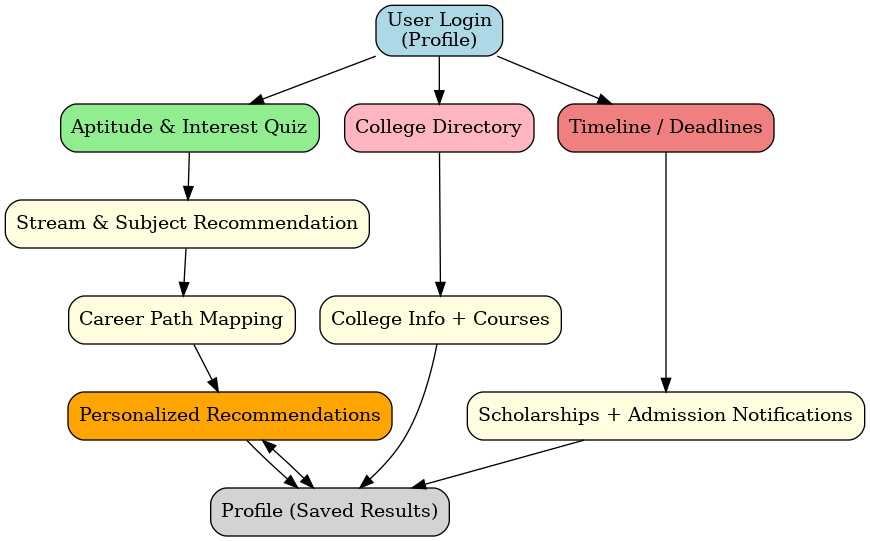 User Login
(Profile)
Aptitude & Interest Quiz
College Directory
Timeline / Deadlines
Stream & Subject Recommendation
Career Path Mapping
College Info + Courses
Personalized Recommendations
Scholarships + Admission Notifications
Profile (Saved Results)